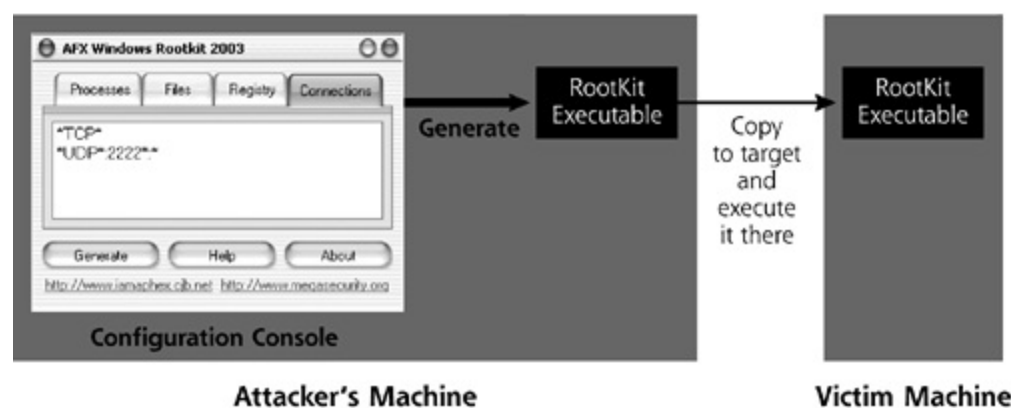 AFX Windows Rootkit 2003
Processes Files Registry Connections
*TCP*
*UDP*:2222*:*
Generate Help About
http://www.iamaphex.cjb.net http://www.megasecurity.org
Configuration Console
Generate
RootKit
Executable
Copy
to target
and
execute
it there
RootKit
Executable
Attacker's Machine
Victim Machine